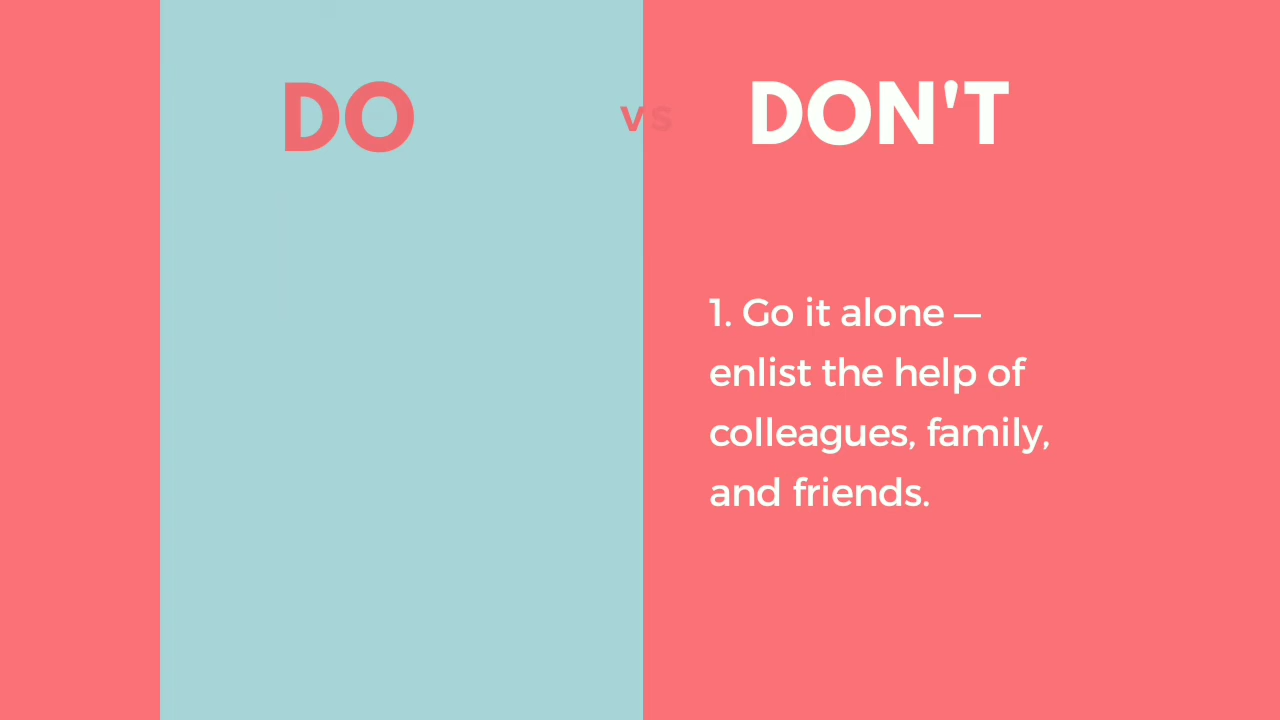 DO
vs
DON'T
1. Go it alone —
enlist the help of
colleagues, family,
and friends.